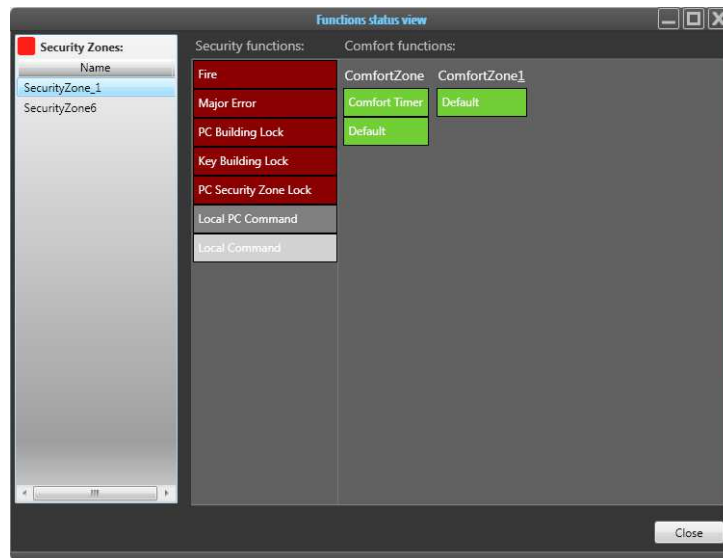 Functions status view
Security Zones:
Name
SecurityZone_1
SecurityZone6
Security functions:
Fire
Major Error
PC Building Lock
Key Building Lock
PC Security Zone Lock
Local PC Command
Local Command
Comfort functions:
ComfortZone ComfortZone1
Comfort Timer Default
Default
Close